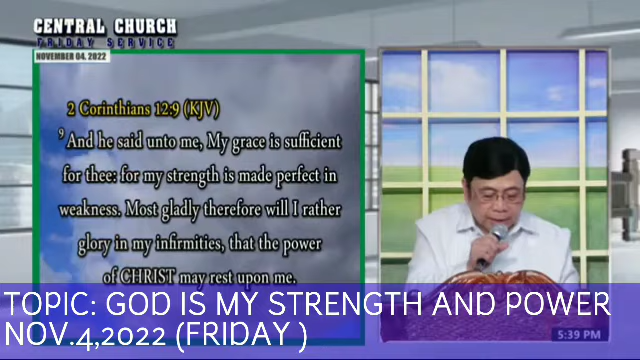 CENTRAL CHURCH
FRIDAY SERVICE
NOVEMBER 04, 2022
2 Corinthians 12:9 (KJV)
9 And he said unto me, My grace is sufficient
for thee: for my strength is made perfect in
weakness. Most gladly therefore will I rather
glory in my infirmities, that the power
of CHRIST may rest upon me.
TOPIC: GOD IS MY STRENGTH AND POWER
NOV.4,2022 (FRIDAY )
5:39 PM